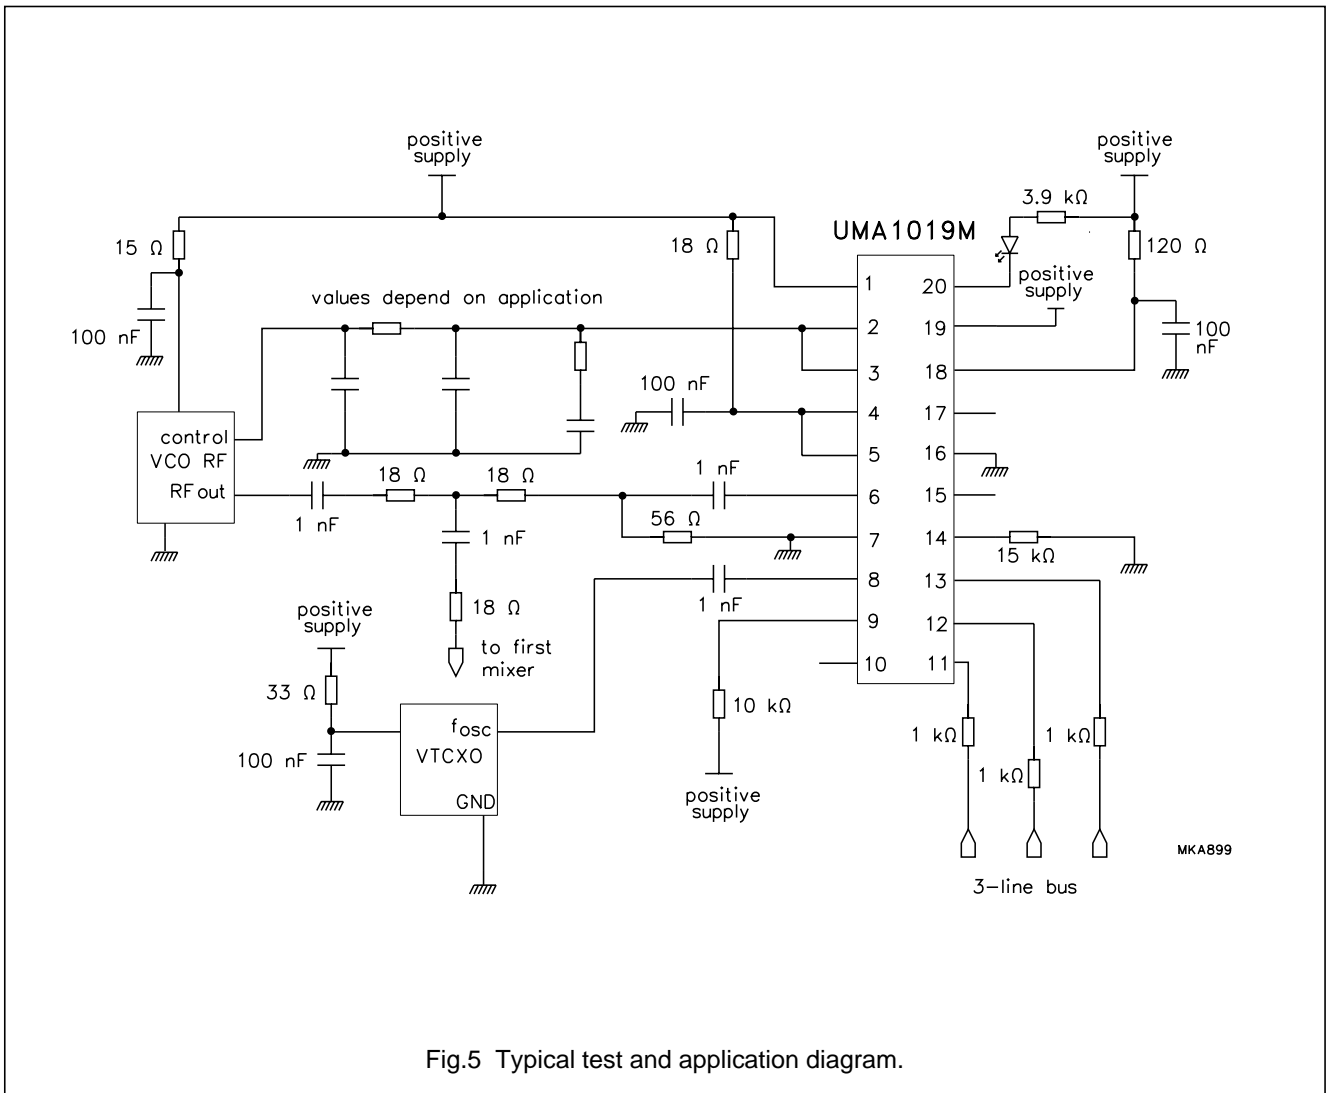 positive
supply
positive
supply
3.9 kΩ
15 Ω
18 Ω
UMA1019M
120 Ω
values depend on application
positive
supply
100 nF
100
nF
100 nF
1
2
3
4
5
6
7
8
9
10
20
19
18
17
16
15
14
13
12
11
control
VCO RF
RF out
1 nF
18 Ω
18 Ω
1 nF
56 Ω
1 nF
15 kΩ
1 nF
18 Ω
to first
mixer
positive
supply
33 Ω
100 nF
fosc
VTCXO
GND
10 kΩ
positive
supply
1 kΩ
1 kΩ
1 kΩ
3-line bus
MKA899
Fig.5 Typical test and application diagram.